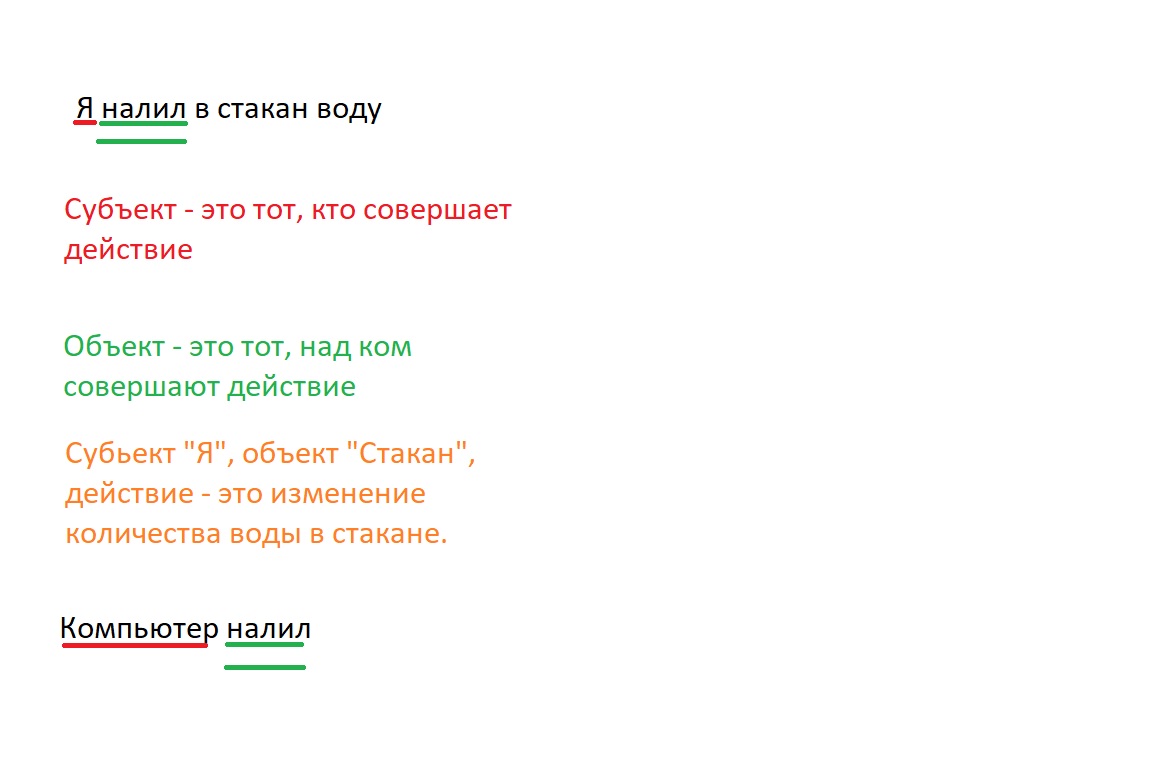 Я налил в стакан воду
Субъект - это тот, кто совершает
действие
Объект - это тот, над ком
совершают действие
Субьект "Я", объект "Стакан",
действие - это изменение
количества воды в стакане.
Компьютер налил